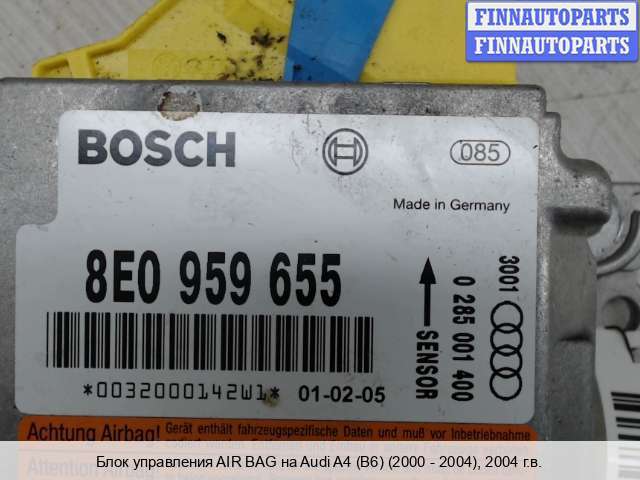 FINNAUTOPARTS
FINNAUTOPARTS
BOSCH
085
Made in Germany
8E0 959 655
SENSOR
0 285 001 400
3001
*0032000142W1* 01-02-05
Achtung Airbag! Gerät enthält fahrzeugspezifische Daten und muß vor Inbetriebnahme
Attention Airbag!
Блок управления AIR BAG на Audi A4 (B6) (2000 - 2004), 2004 г.в.